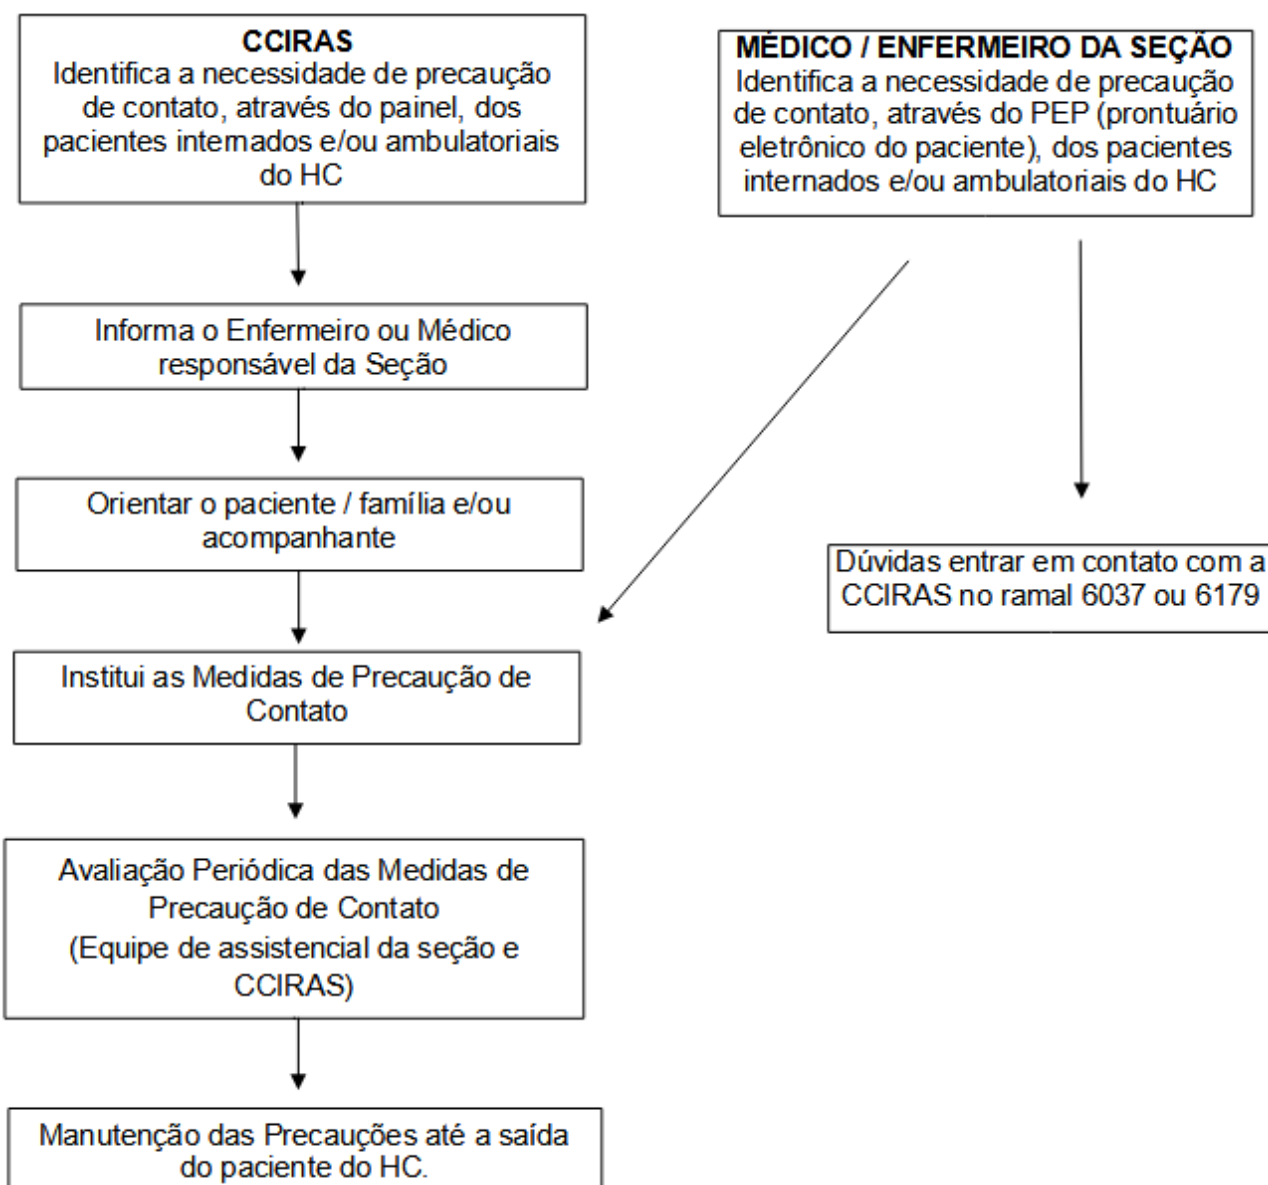 CCIRAS
Identifica a necessidade de precaução
de contato, através do painel, dos
pacientes internados e/ou ambulatoriais
do HC
MÉDICO / ENFERMEIRO DA SEÇÃO
Identifica a necessidade de precaução
de contato, através do PEP (prontuário
eletrônico do paciente), dos pacientes
internados e/ou ambulatoriais do HC
Informa o Enfermeiro ou Médico
responsável da Seção
Orientar o paciente / família e/ou
acompanhante
Dúvidas entrar em contato com a
CCIRAS no ramal 6037 ou 6179
Institui as Medidas de Precaução de
Contato
Avaliação Periódica das Medidas de
Precaução de Contato
(Equipe de assistencial da seção e
CCIRAS)
Manutenção das Precauções até a saída
do paciente do HC.